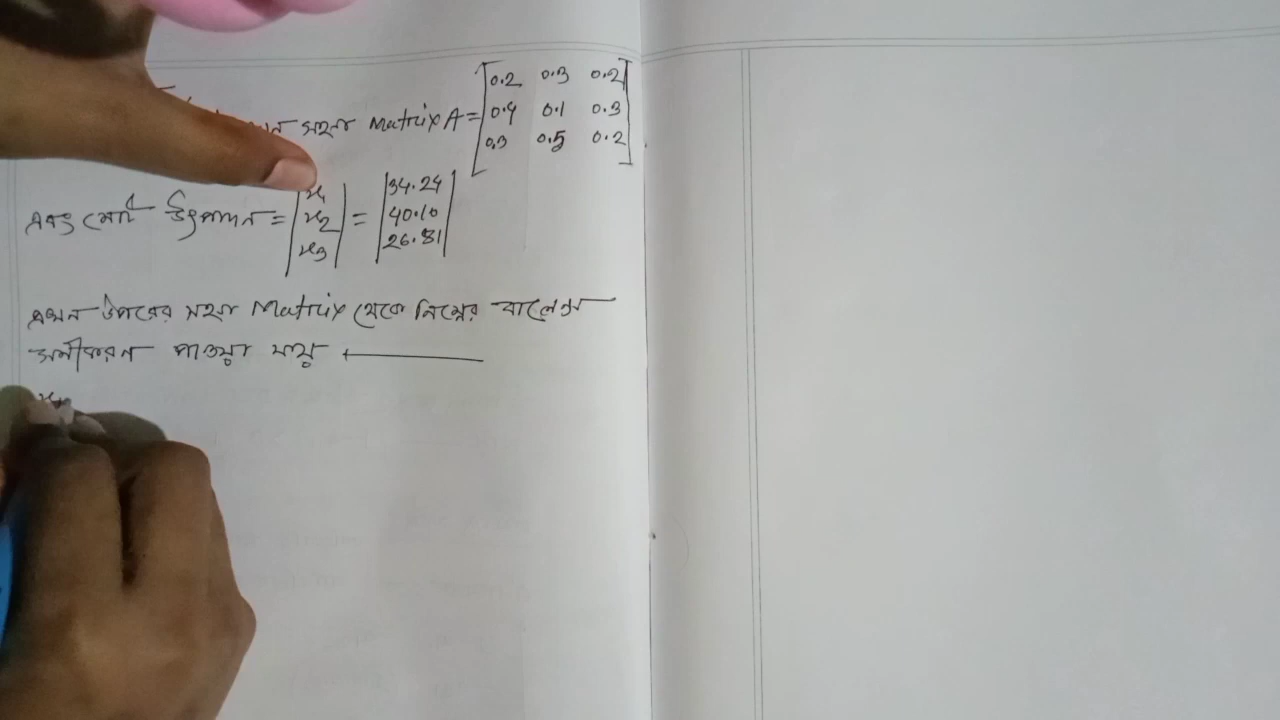 সহগ Matrix A = [0.2 0.3 0.2
0.4 0.1 0.3
0.3 0.5 0.2]
এবং মোট উৎপাদন = |x1 x2 x3| = |34.24 40.10 26.81|
এখন উপরের সহগ Matrix থেকে নিম্নের ব্যালেন্স
সমীকরণ পাওয়া যায়
x1